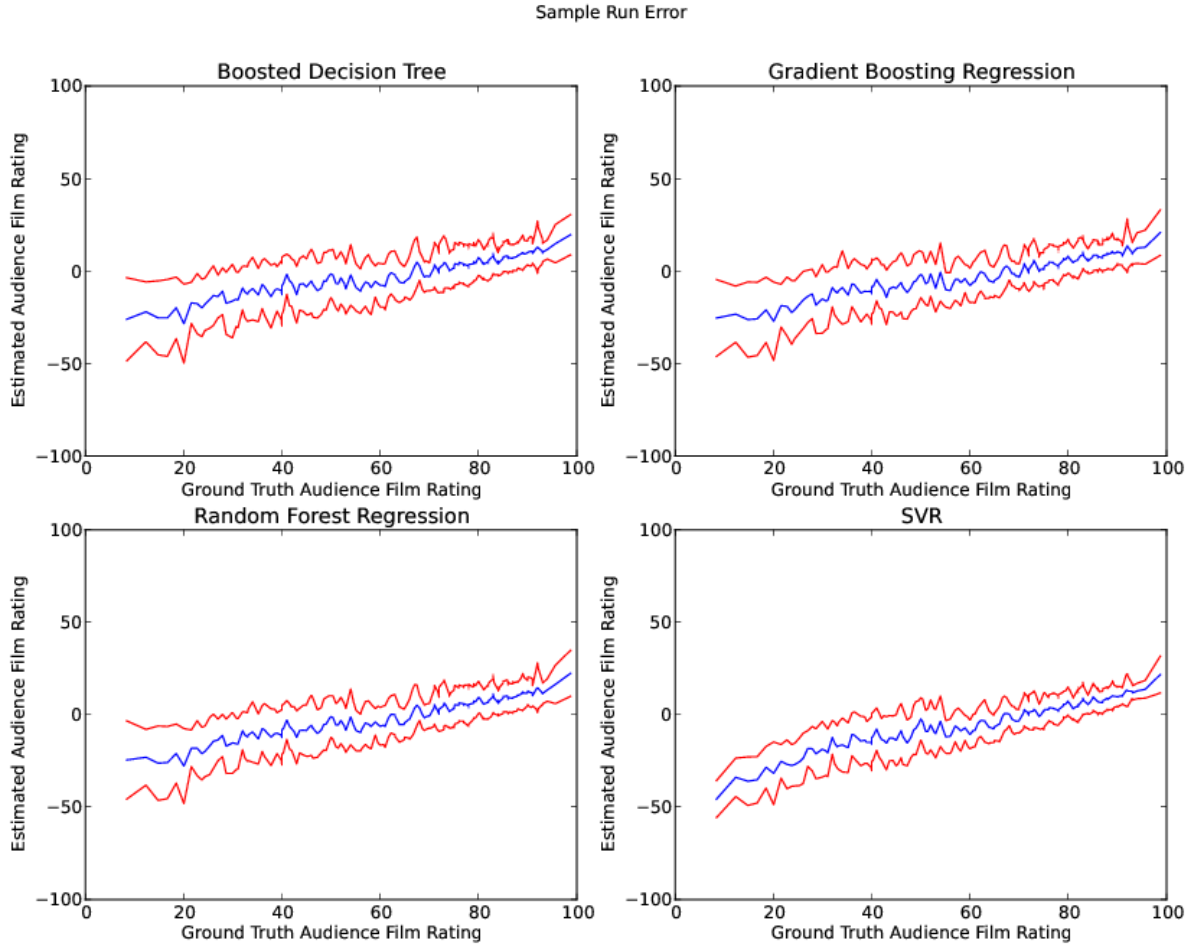 Sample Run Error
Boosted Decision Tree
100
50
0
−50
−100
0 20 40 60 80 100
Estimated Audience Film Rating
Ground Truth Audience Film Rating
Gradient Boosting Regression
100
50
0
−50
−100
0 20 40 60 80 100
Estimated Audience Film Rating
Ground Truth Audience Film Rating
Random Forest Regression
100
50
0
−50
−100
0 20 40 60 80 100
Estimated Audience Film Rating
Ground Truth Audience Film Rating
SVR
100
50
0
−50
−100
0 20 40 60 80 100
Estimated Audience Film Rating
Ground Truth Audience Film Rating